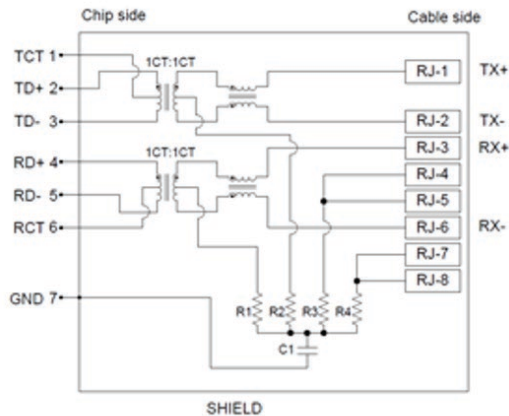 Chip side Cable side
TCT 1
1CT:1CT
TD+ 2
RJ-1 TX+
TD- 3
RJ-2 TX-
RJ-3 RX+
1CT:1CT
RD+ 4
RJ-4
RD- 5
RJ-5
RCT 6
RJ-6 RX-
RJ-7
RJ-8
GND 7
R1 R2 R3 R4
C1
SHIELD